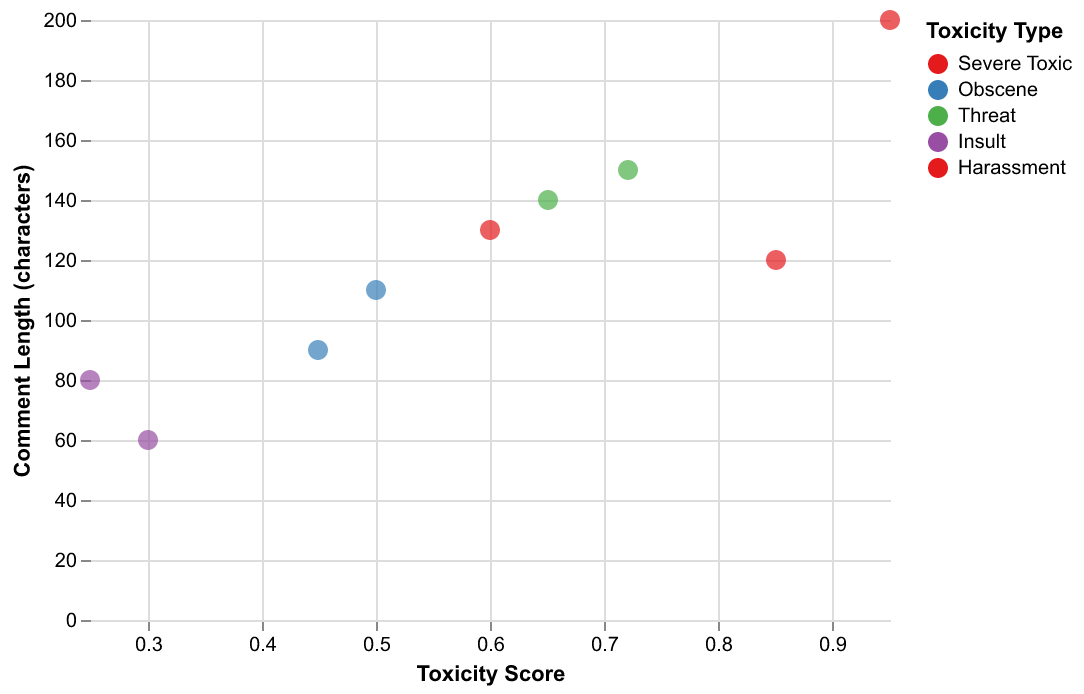 200
180
160
140
120
100
80
60
40
20
0
Comment Length (characters)
0.3 0.4 0.5 0.6 0.7 0.8 0.9
Toxicity Score
Toxicity Type
Severe Toxic
Obscene
Threat
Insult
Harassment